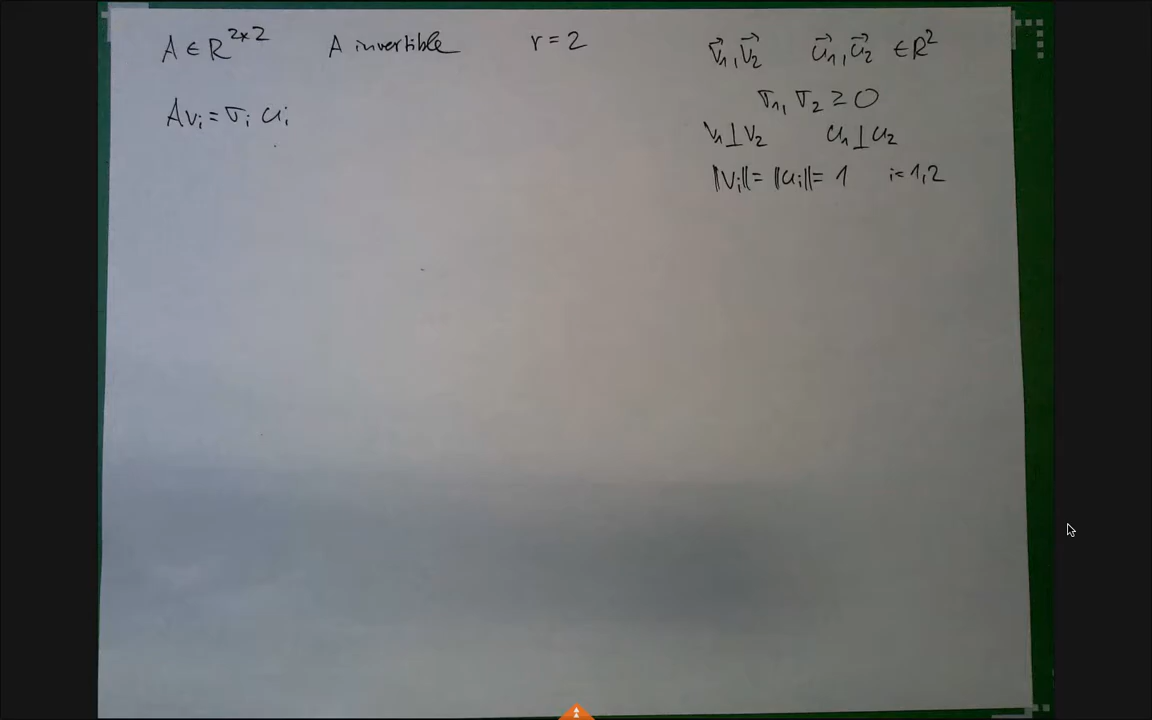 A ∈ R^{2×2} A invertible r = 2 v⃗₁, v⃗₂ u⃗₁, u⃗₂ ∈ R²
σ₁, σ₂ ≥ 0
Avᵢ = σᵢ uᵢ
v₁ ⊥ v₂ u₁ ⊥ u₂
‖vᵢ‖ = ‖uᵢ‖ = 1 i = 1,2